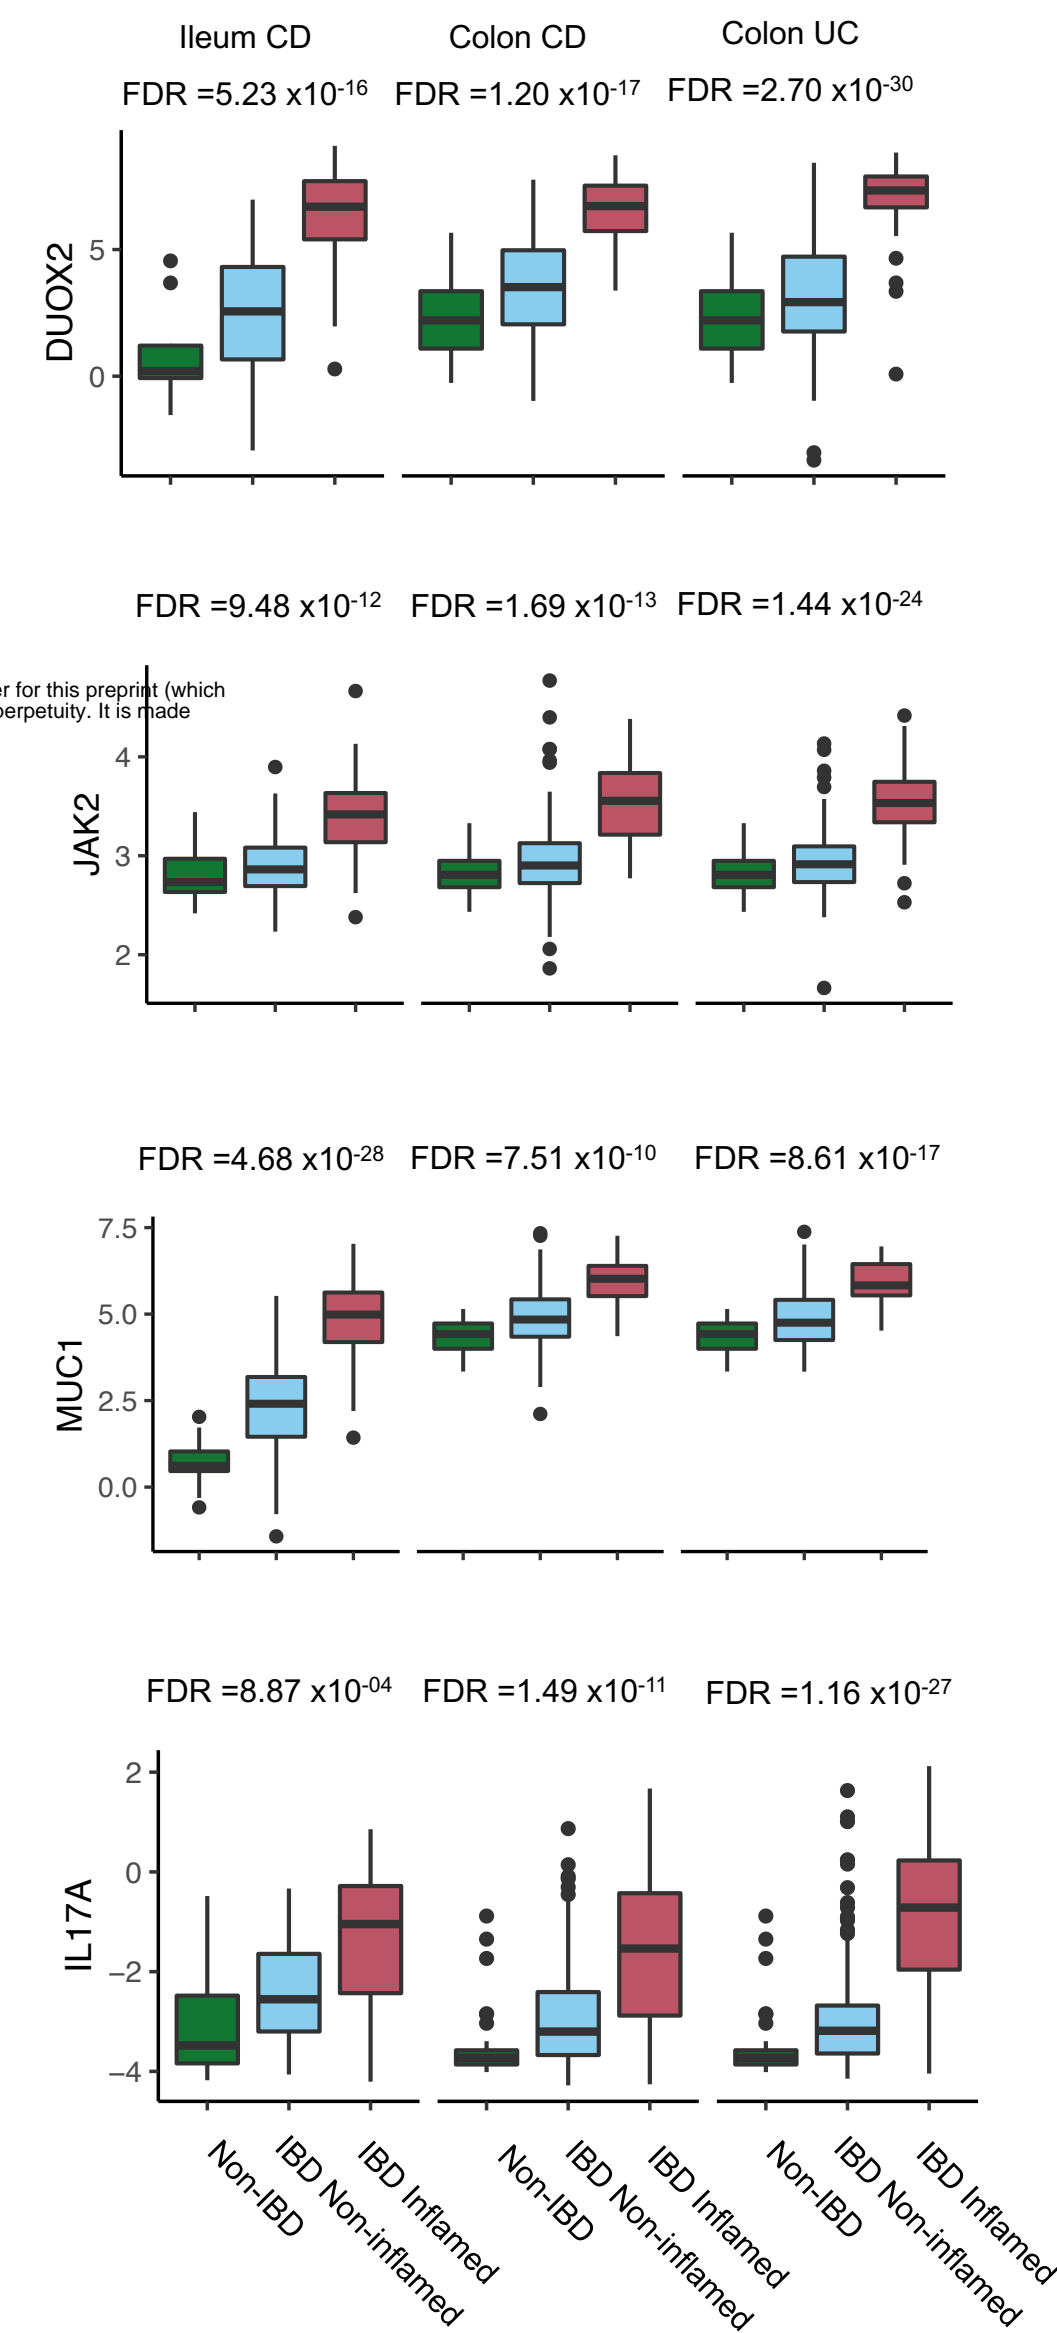 Ileum CD Colon CD Colon UC
FDR =5.23 x10-16 FDR =1.20 x10-17 FDR =2.70 x10-30
DUOX2
5
0
FDR =9.48 x10-12 FDR =1.69 x10-13 FDR =1.44 x10-24
er for this preprint (which
perpetuity. It is made
JAK2
4
3
2
FDR =4.68 x10-28 FDR =7.51 x10-10 FDR =8.61 x10-17
MUC1
7.5
5.0
2.5
0.0
FDR =8.87 x10-04 FDR =1.49 x10-11 FDR =1.16 x10-27
IL17A
2
0
−2
−4
Non-IBD
IBD Non-inflamed
IBD Inflamed
Non-IBD
IBD Non-inflamed
IBD Inflamed
Non-IBD
IBD Non-inflamed
IBD Inflamed